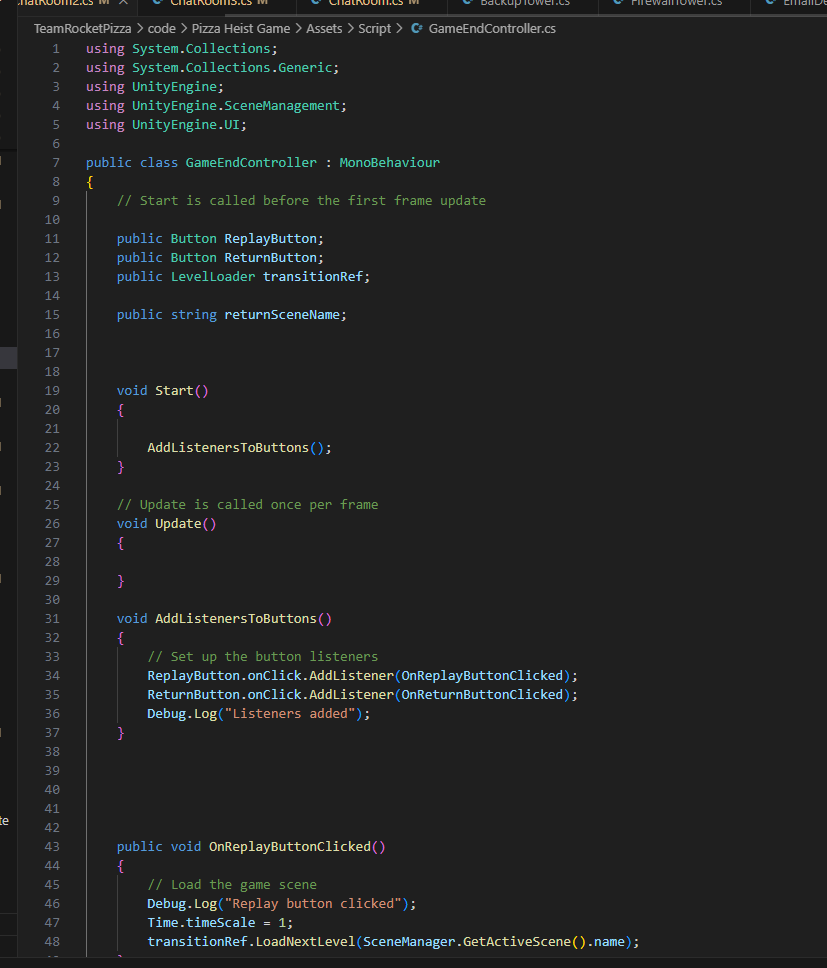 ChatRoom2.cs M ChatRoom3.cs M ChatRoom.cs M BackupTower.cs FirewallTower.cs
TeamRocketPizza > code > Pizza Heist Game > Assets > Script > GameEndController.cs
1 using System.Collections;
2 using System.Collections.Generic;
3 using UnityEngine;
4 using UnityEngine.SceneManagement;
5 using UnityEngine.UI;
6
7 public class GameEndController : MonoBehaviour
8 {
9 // Start is called before the first frame update
10
11 public Button ReplayButton;
12 public Button ReturnButton;
13 public LevelLoader transitionRef;
14
15 public string returnSceneName;
16
17
18
19 void Start()
20 {
21
22 AddListenersToButtons();
23 }
24
25 // Update is called once per frame
26 void Update()
27 {
28
29 }
30
31 void AddListenersToButtons()
32 {
33 // Set up the button listeners
34 ReplayButton.onClick.AddListener(OnReplayButtonClicked);
35 ReturnButton.onClick.AddListener(OnReturnButtonClicked);
36 Debug.Log("Listeners added");
37 }
38
39
40
41
42
43 public void OnReplayButtonClicked()
44 {
45 // Load the game scene
46 Debug.Log("Replay button clicked");
47 Time.timeScale = 1;
48 transitionRef.LoadNextLevel(SceneManager.GetActiveScene().name);